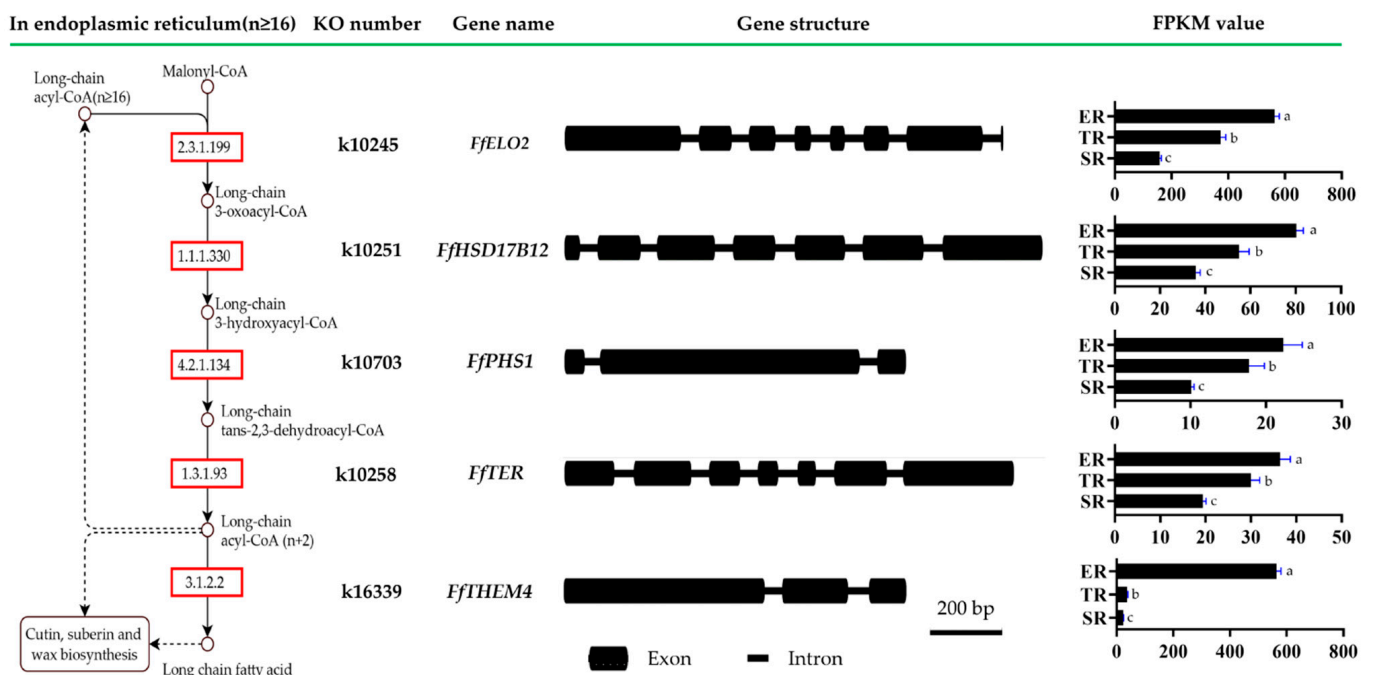 In endoplasmic reticulum(n≥16) KO number Gene name Gene structure FPKM value
Malonyl-CoA
Long-chain
acyl-CoA(n≥16)
2.3.1.199
k10245
FfELO2
ER a
TR b
SR c
0 200 400 600 800
Long-chain
3-oxoacyl-CoA
1.1.1.330
k10251
FfHSD17B12
ER a
TR b
SR c
0 20 40 60 80 100
Long-chain
3-hydroxyacyl-CoA
4.2.1.134
k10703
FfPHS1
ER a
TR b
SR c
0 10 20 30
Long-chain
tans-2,3-dehydroacyl-CoA
1.3.1.93
k10258
FfTER
ER a
TR b
SR c
0 10 20 30 40 50
Long-chain
acyl-CoA (n+2)
3.1.2.2
k16339
FfTHEM4
ER a
TR b
SR c
0 200 400 600 800
200 bp
Cutin, suberin and
wax biosynthesis
Long chain fatty acid
Exon Intron